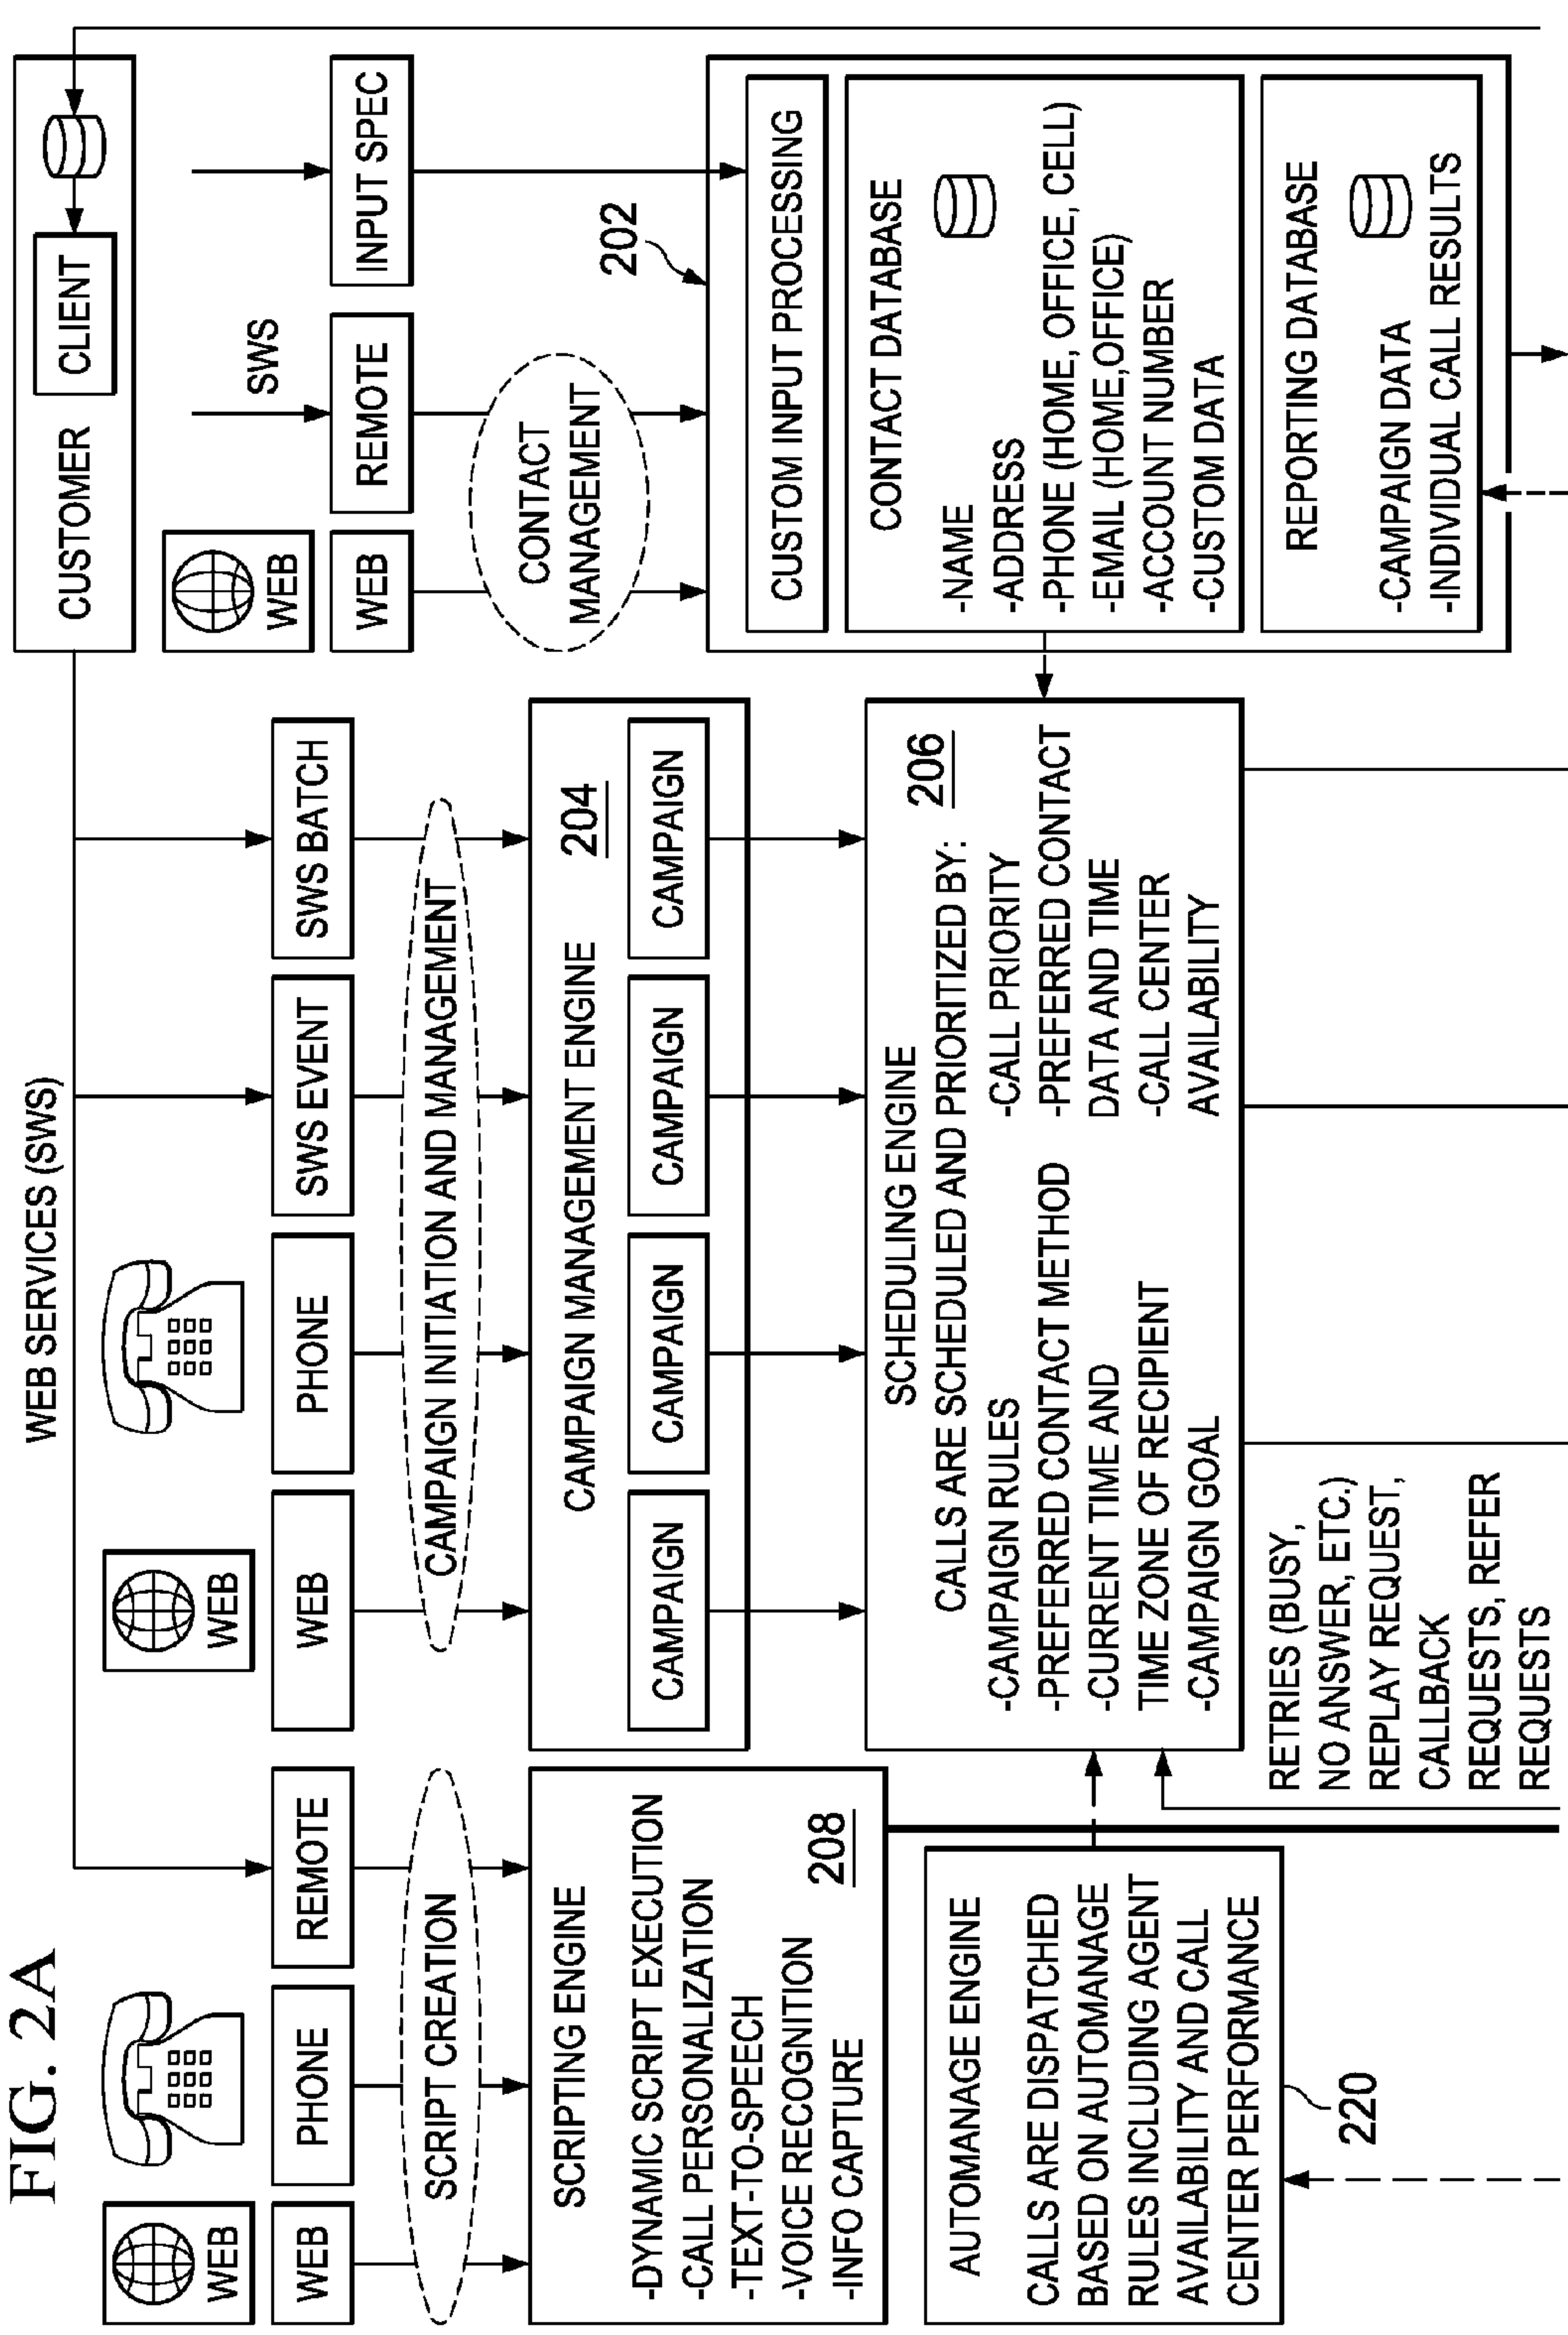 FIG. 2A
WEB SERVICES (SWS)
CUSTOMER
CLIENT
WEB
WEB
PHONE
REMOTE
SCRIPT CREATION
SCRIPTING ENGINE
-DYNAMIC SCRIPT EXECUTION
-CALL PERSONALIZATION
-TEXT-TO-SPEECH
-VOICE RECOGNITION
-INFO CAPTURE
208
WEB
WEB
PHONE
SWS EVENT
SWS BATCH
CAMPAIGN INITIATION AND MANAGEMENT
CAMPAIGN MANAGEMENT ENGINE
204
CAMPAIGN
CAMPAIGN
CAMPAIGN
CAMPAIGN
WEB
WEB
SWS
REMOTE
INPUT SPEC
CONTACT
MANAGEMENT
202
CUSTOM INPUT PROCESSING
CONTACT DATABASE
-NAME
-ADDRESS
-PHONE (HOME, OFFICE, CELL)
-EMAIL (HOME,OFFICE)
-ACCOUNT NUMBER
-CUSTOM DATA
REPORTING DATABASE
-CAMPAIGN DATA
-INDIVIDUAL CALL RESULTS
SCHEDULING ENGINE
206
CALLS ARE SCHEDULED AND PRIORITIZED BY:
-CAMPAIGN RULES
-PREFERRED CONTACT METHOD
-CURRENT TIME AND
TIME ZONE OF RECIPIENT
-CAMPAIGN GOAL
-CALL PRIORITY
-PREFERRED CONTACT
DATA AND TIME
-CALL CENTER
AVAILABILITY
AUTOMANAGE ENGINE
CALLS ARE DISPATCHED
BASED ON AUTOMANAGE
RULES INCLUDING AGENT
AVAILABILITY AND CALL
CENTER PERFORMANCE
220
RETRIES (BUSY,
NO ANSWER, ETC.)
REPLAY REQUEST,
CALLBACK
REQUESTS, REFER
REQUESTS